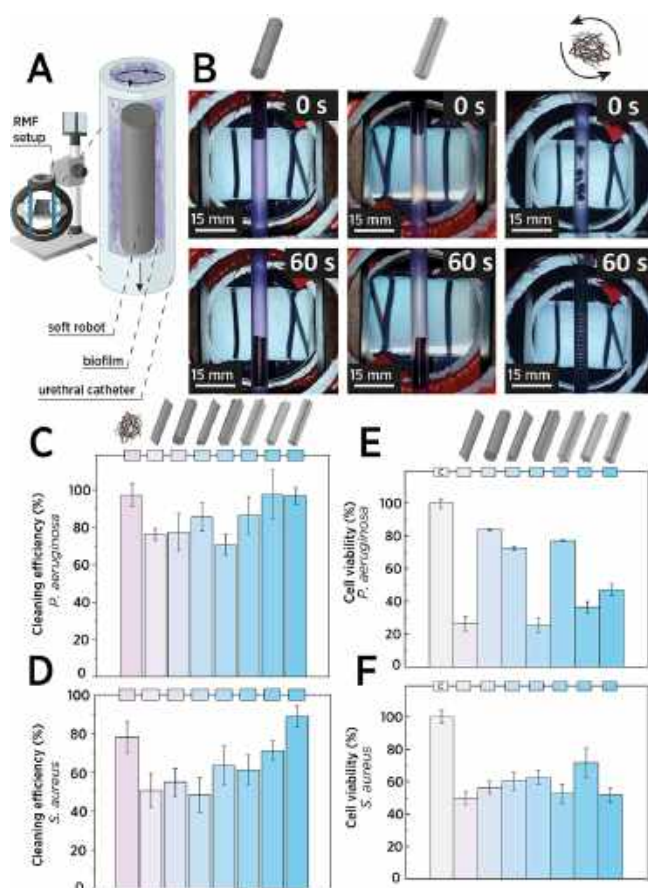 A
RMF
setup
soft robot
biofilm
urethral catheter
B
0 s
15 mm
0 s
15 mm
0 s
15 mm
60 s
15 mm
60 s
15 mm
60 s
15 mm
C
Cleaning efficiency (%)
P. aeruginosa
100
80
60
40
20
0
D
Cleaning efficiency (%)
S. aureus
100
80
60
40
20
0
E
Cell viability (%)
P. aeruginosa
C
100
80
60
40
20
0
F
Cell viability (%)
S. aureus
C
100
80
60
40
20
0